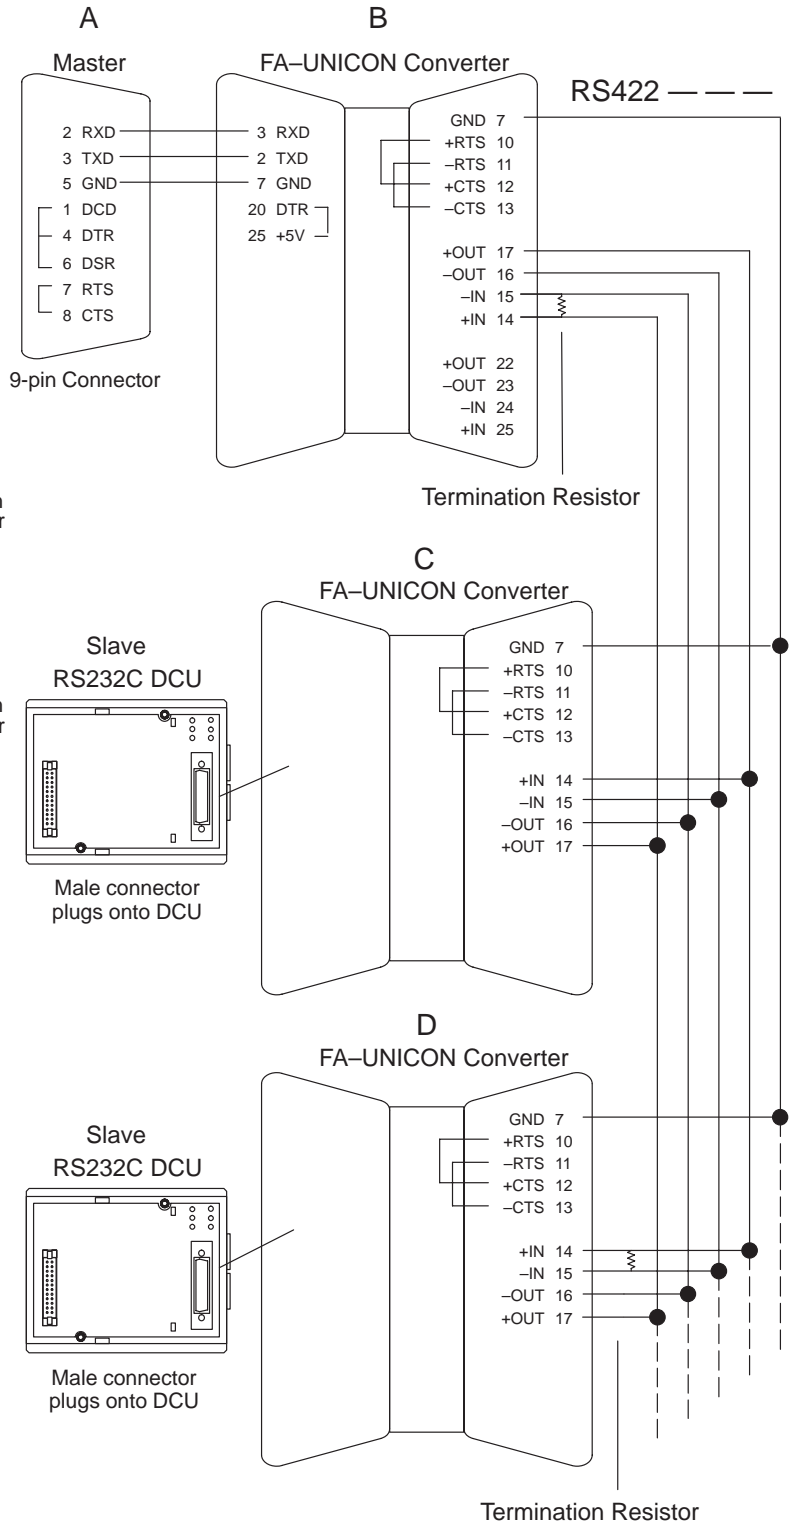 A
B
Master
FA–UNICON Converter
RS422
2 RXD
3 TXD
5 GND
1 DCD
4 DTR
6 DSR
7 RTS
8 CTS
9-pin Connector
3 RXD
2 TXD
7 GND
20 DTR
25 +5V
GND 7
+RTS 10
–RTS 11
+CTS 12
–CTS 13
+OUT 17
–OUT 16
–IN 15
+IN 14
+OUT 22
–OUT 23
–IN 24
+IN 25
Termination Resistor
C
FA–UNICON Converter
Slave
RS232C DCU
Male connector
plugs onto DCU
GND 7
+RTS 10
–RTS 11
+CTS 12
–CTS 13
+IN 14
–IN 15
–OUT 16
+OUT 17
D
FA–UNICON Converter
Slave
RS232C DCU
Male connector
plugs onto DCU
GND 7
+RTS 10
–RTS 11
+CTS 12
–CTS 13
+IN 14
–IN 15
–OUT 16
+OUT 17
Termination Resistor